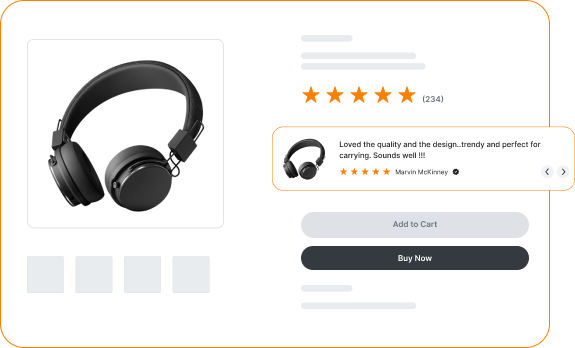 (234)
Loved the quality and the design..trendy and perfect for
carrying. Sounds well !!!
Marvin McKinney
Add to Cart
Buy Now